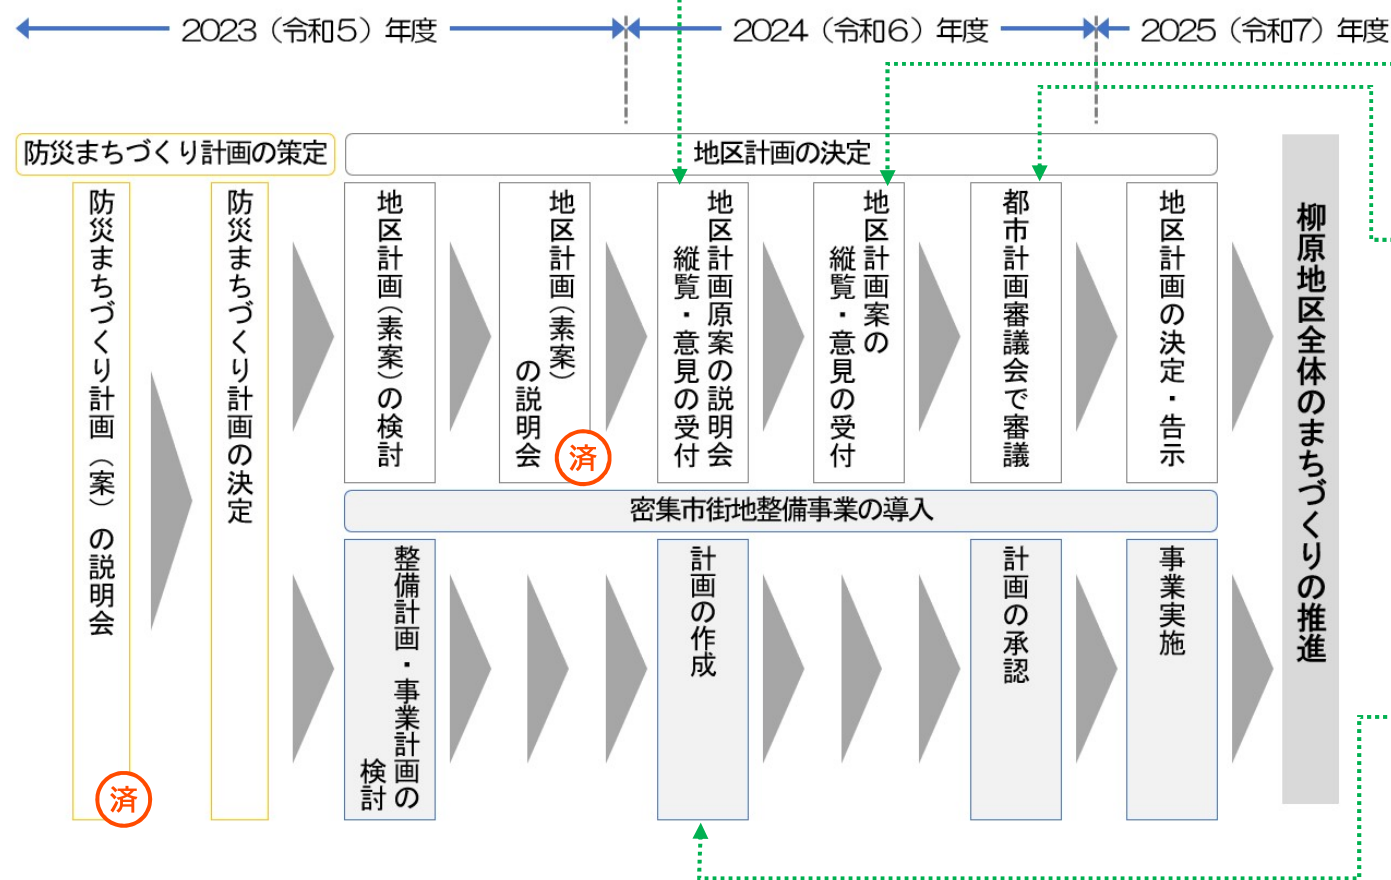 2023（令和5）年度
2024（令和6）年度
2025（令和7）年度
防災まちづくり計画の策定
地区計画の決定
防災まちづくり計画（案）の説明会
済
防災まちづくり計画の決定
地区計画（素案）の検討
地区計画（素案）
の説明会
済
地区計画原案の説明会
縦覧・意見の受付
地区計画案の
縦覧・意見の受付
都市計画審議会で審議
地区計画の決定・告示
密集市街地整備事業の導入
整備計画・事業計画の
検討
計画の作成
計画の承認
事業実施
柳原地区全体のまちづくりの推進